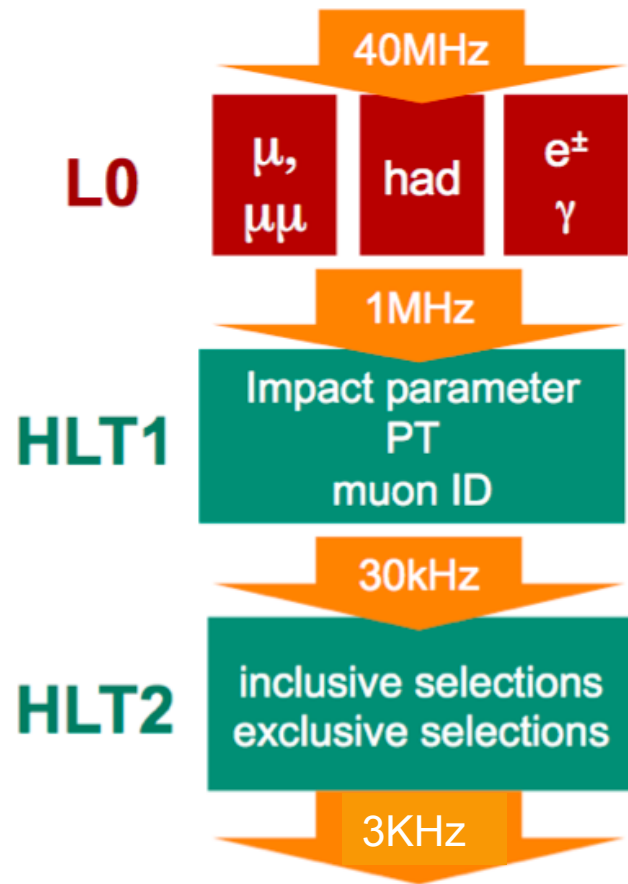 40MHz
L0
μ,
μμ
had
e±
γ
1MHz
HLT1
Impact parameter
PT
muon ID
30kHz
HLT2
inclusive selections
exclusive selections
3KHz